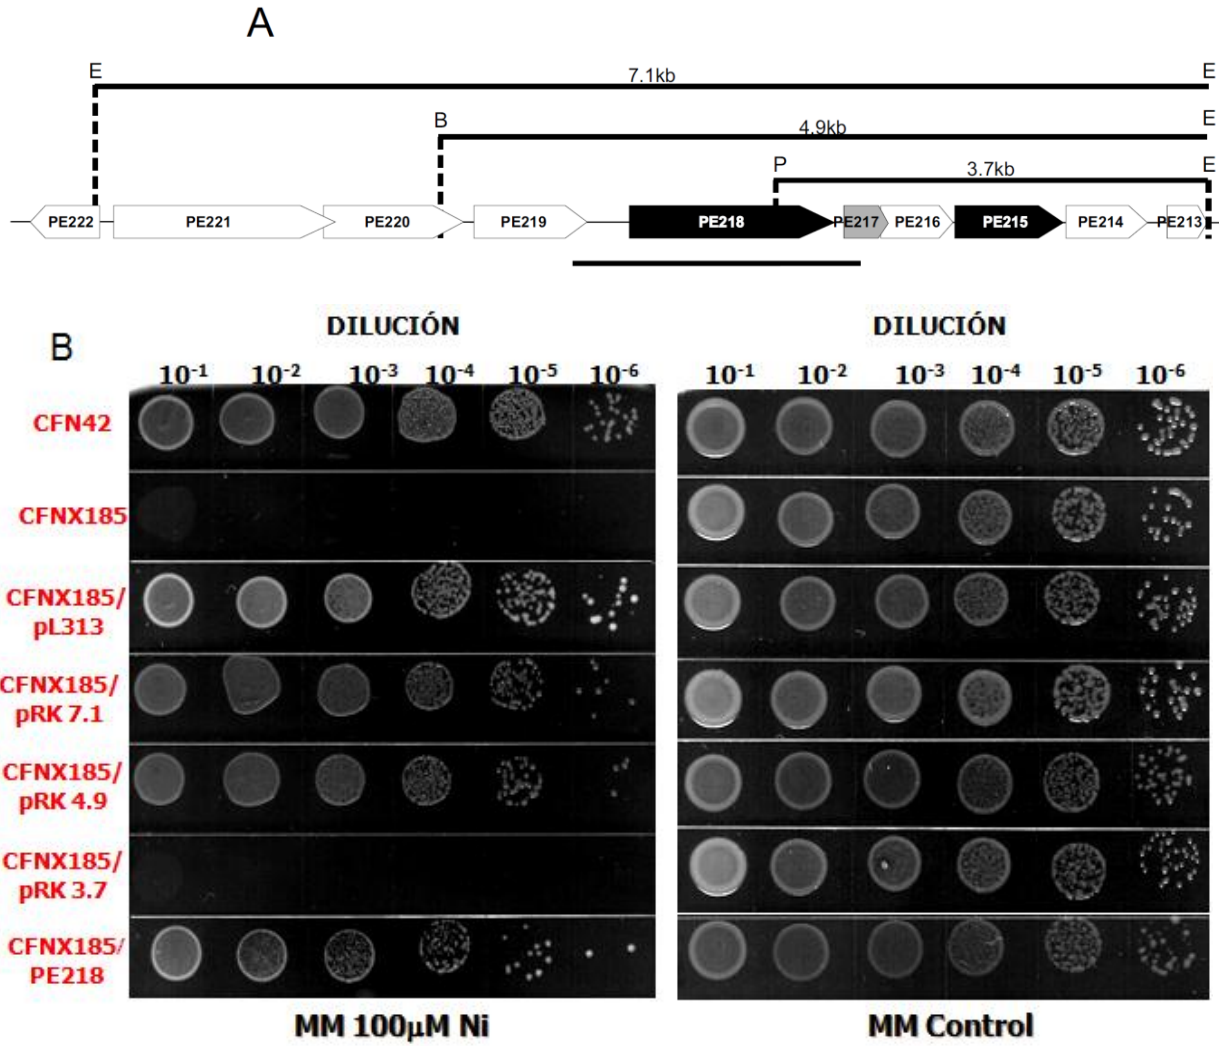 A
E 7.1kb E
B 4.9kb E
P 3.7kb E
PE222 PE221 PE220 PE219 PE218 PE217 PE216 PE215 PE214 PE213
B
DILUCIÓN DILUCIÓN
10-1 10-2 10-3 10-4 10-5 10-6 10-1 10-2 10-3 10-4 10-5 10-6
CFN42
CFNX185
CFNX185/
pL313
CFNX185/
pRK 7.1
CFNX185/
pRK 4.9
CFNX185/
pRK 3.7
CFNX185/
PE218
MM 100µM Ni MM Control